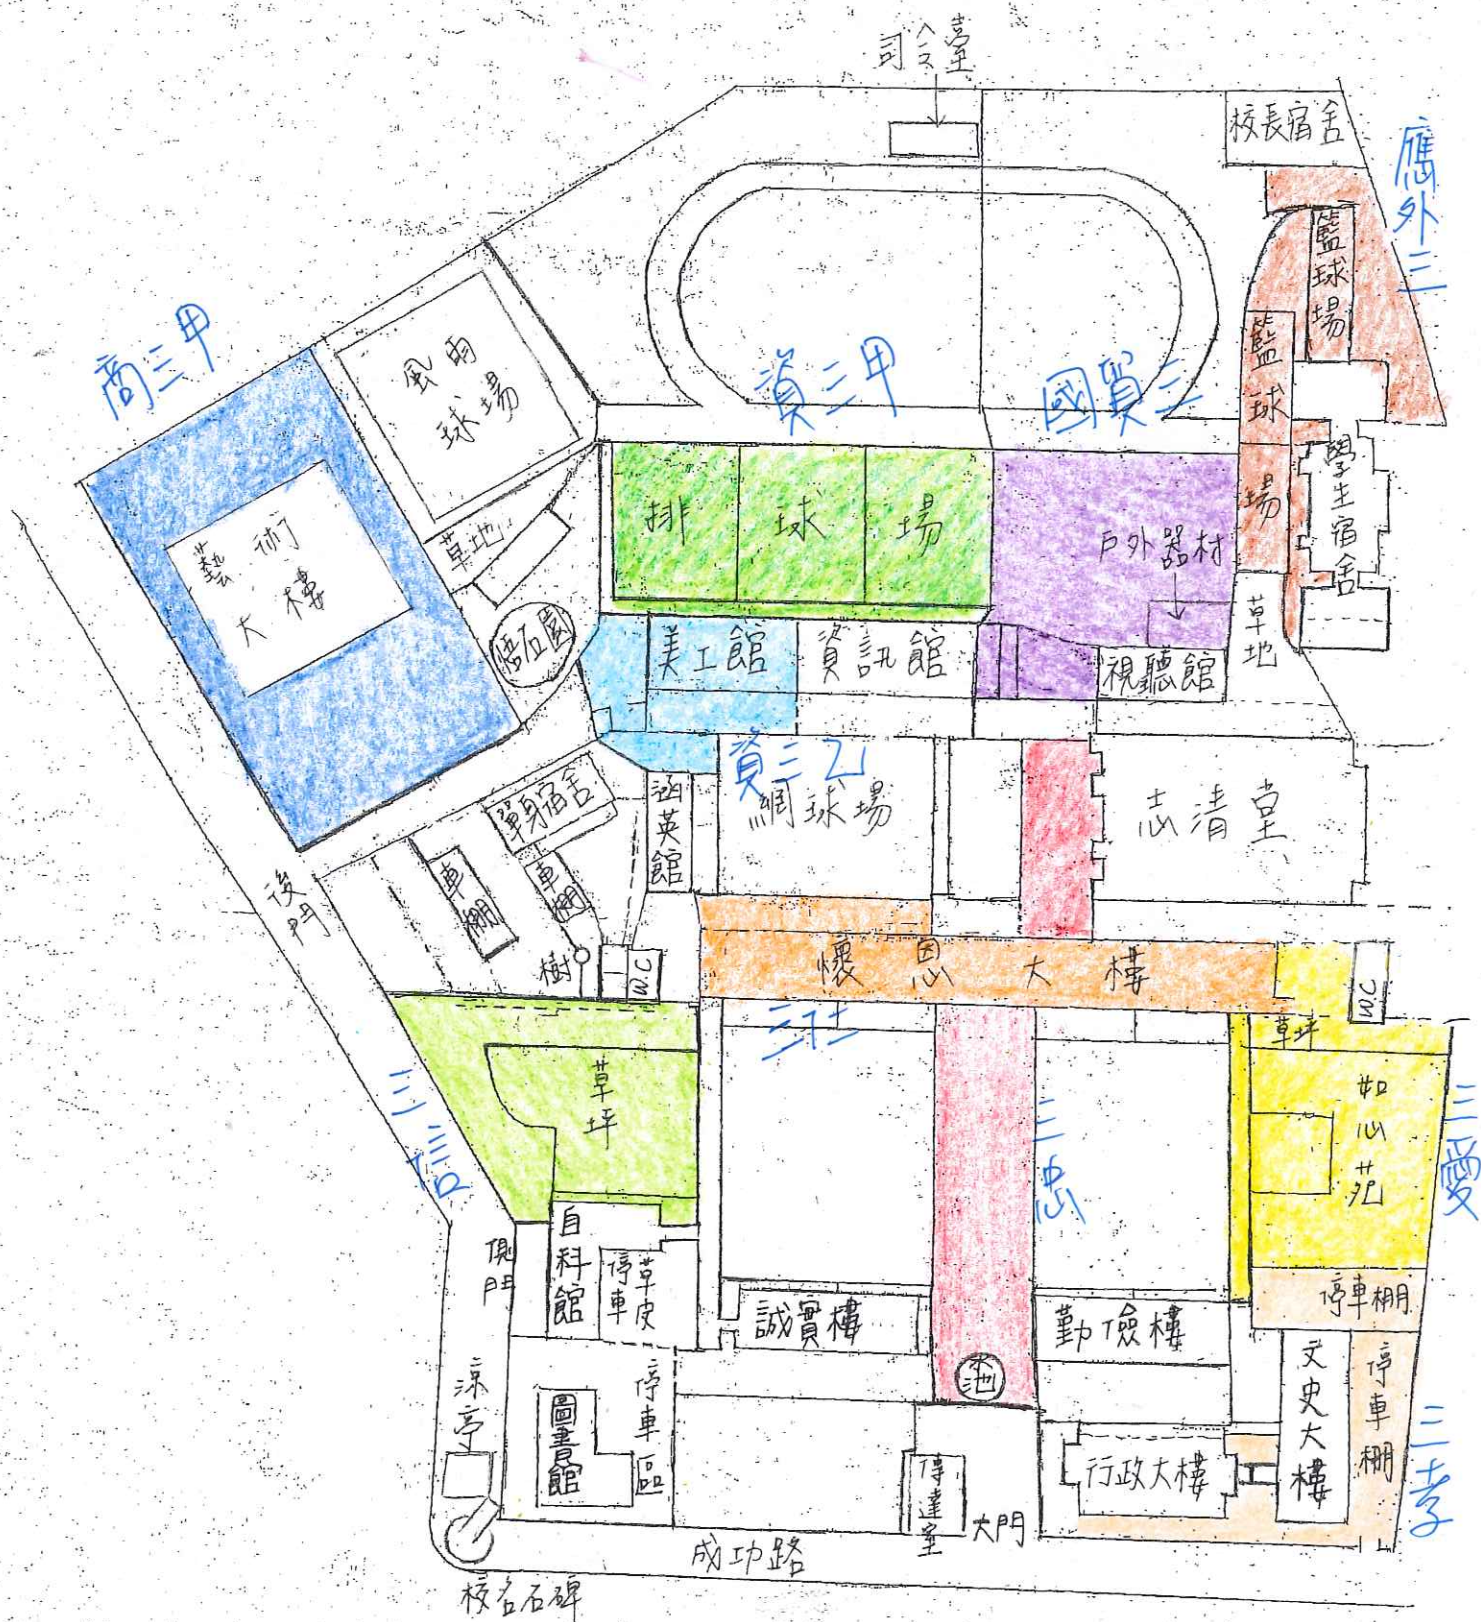 司令臺
校長宿舍
應外三
籃球場
籃球場
商三甲
風雨
球場
資三甲
國貿三
藝術
大樓
草地
排球場
戶外器材
學生宿舍
悟石園
美工館
資訊館
視聽館
草地
資三乙
網球場
志清堂
單身宿舍
涵英館
車棚
車棚
後門
樹
W.C
懷恩大樓
WC
三仕
草坪
草坪
如心苑
三信
三忠
三愛
自科館
側門
停車
草皮
誠實樓
勤儉樓
停車棚
池
文史大樓
停車棚
涼亭
圖書館
停車區
行政大樓
三孝
傳達室
大門
成功路
校名石碑